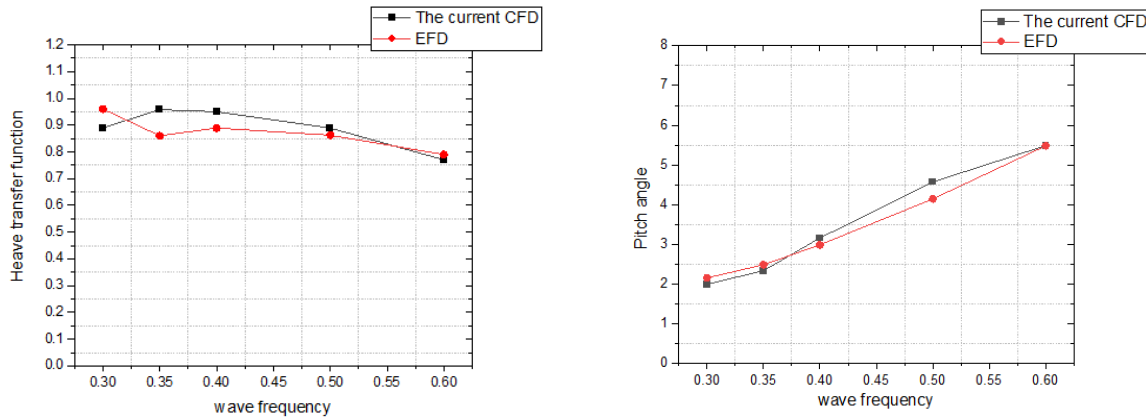 The current CFD
EFD
Heave transfer function
1.2
1.1
1.0
0.9
0.8
0.7
0.6
0.5
0.4
0.3
0.2
0.1
0.0
0.30 0.35 0.40 0.45 0.50 0.55 0.60
wave frequency
The current CFD
EFD
Pitch angle
8
7
6
5
4
3
2
1
0
0.30 0.35 0.40 0.45 0.50 0.55 0.60
wave frequency